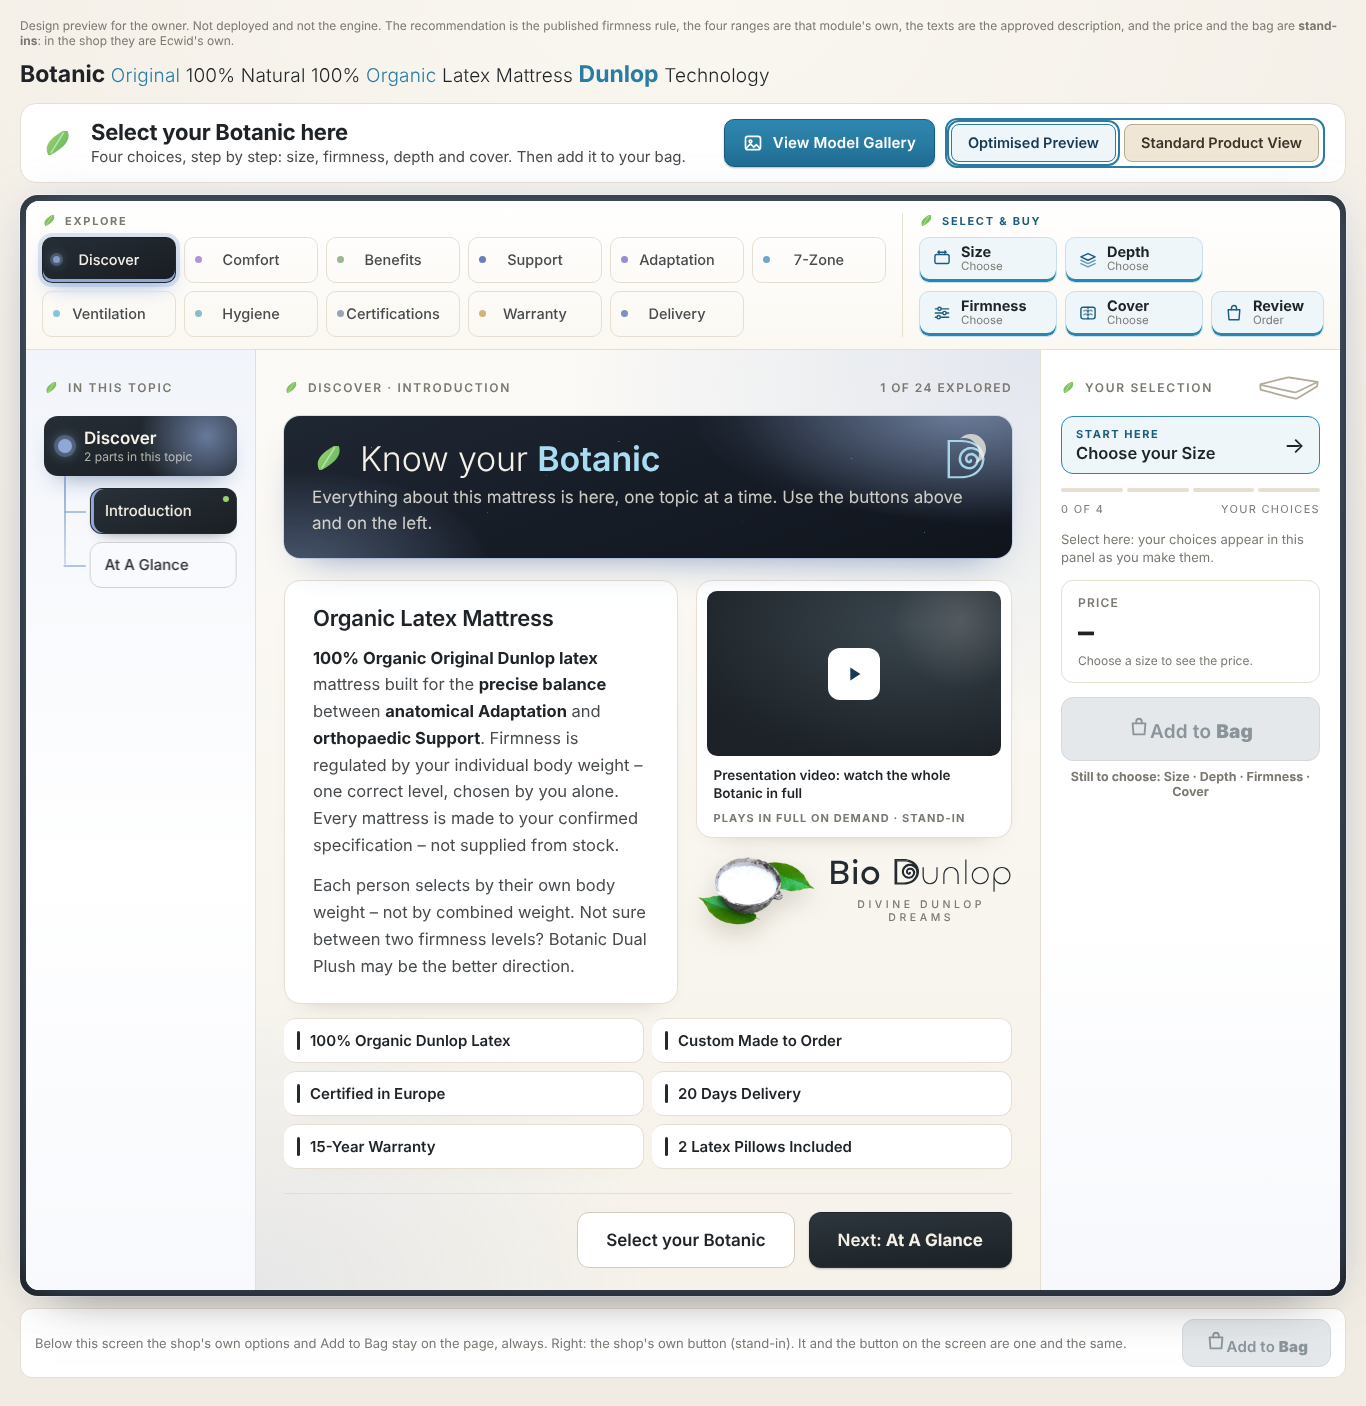 Design preview for the owner. Not deployed and not the engine. The recommendation is the published firmness rule, the four ranges are that module's own, the texts are the approved description, and the price and the bag are stand-
ins: in the shop they are Ecwid's own.
Botanic Original 100% Natural 100% Organic Latex Mattress Dunlop Technology
Select your Botanic here
Four choices, step by step: size, firmness, depth and cover. Then add it to your bag.
View Model Gallery
Optimised Preview
Standard Product View
EXPLORE
Discover
Comfort
Benefits
Support
Adaptation
7-Zone
Ventilation
Hygiene
Certifications
Warranty
Delivery
SELECT & BUY
Size
Choose
Depth
Choose
Firmness
Choose
Cover
Choose
Review
Order
IN THIS TOPIC
Discover
2 parts in this topic
Introduction
At A Glance
DISCOVER · INTRODUCTION
1 OF 24 EXPLORED
Know your Botanic
Everything about this mattress is here, one topic at a time. Use the buttons above
and on the left.
Organic Latex Mattress
100% Organic Original Dunlop latex
mattress built for the precise balance
between anatomical Adaptation and
orthopaedic Support. Firmness is
regulated by your individual body weight –
one correct level, chosen by you alone.
Every mattress is made to your confirmed
specification – not supplied from stock.
Each person selects by their own body
weight – not by combined weight. Not sure
between two firmness levels? Botanic Dual
Plush may be the better direction.
Presentation video: watch the whole
Botanic in full
PLAYS IN FULL ON DEMAND · STAND-IN
Bio Dunlop
DIVINE DUNLOP
DREAMS
100% Organic Dunlop Latex
Custom Made to Order
Certified in Europe
20 Days Delivery
15-Year Warranty
2 Latex Pillows Included
Select your Botanic
Next: At A Glance
YOUR SELECTION
START HERE
Choose your Size
0 OF 4
YOUR CHOICES
Select here: your choices appear in this
panel as you make them.
PRICE
–
Choose a size to see the price.
Add to Bag
Still to choose: Size · Depth · Firmness ·
Cover
Below this screen the shop's own options and Add to Bag stay on the page, always. Right: the shop's own button (stand-in). It and the button on the screen are one and the same.
Add to Bag